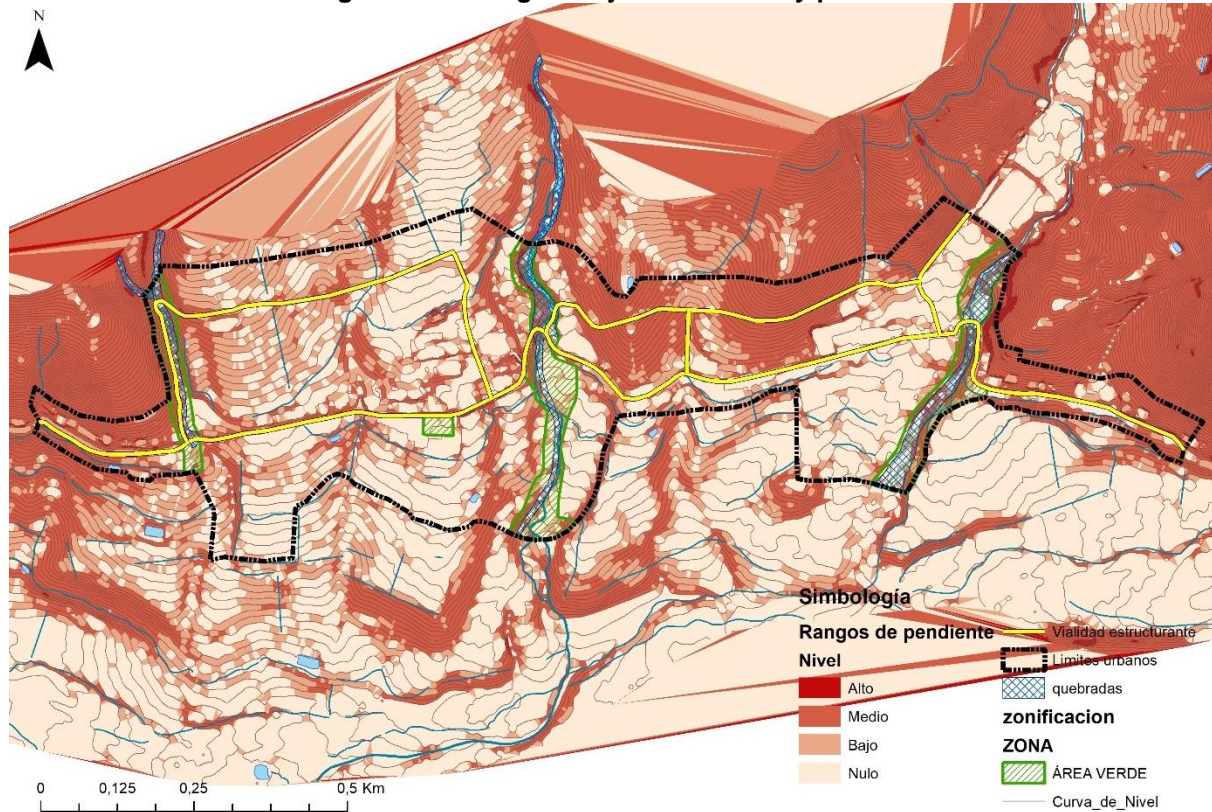 N
Simbología
Rangos de pendiente
Nivel
Alto
Medio
Bajo
Nulo
Vialidad estructurante
Limites urbanos
quebradas
zonificacion
ZONA
ÁREA VERDE
Curva_de_Nivel
0 0,125 0,25 0,5 Km